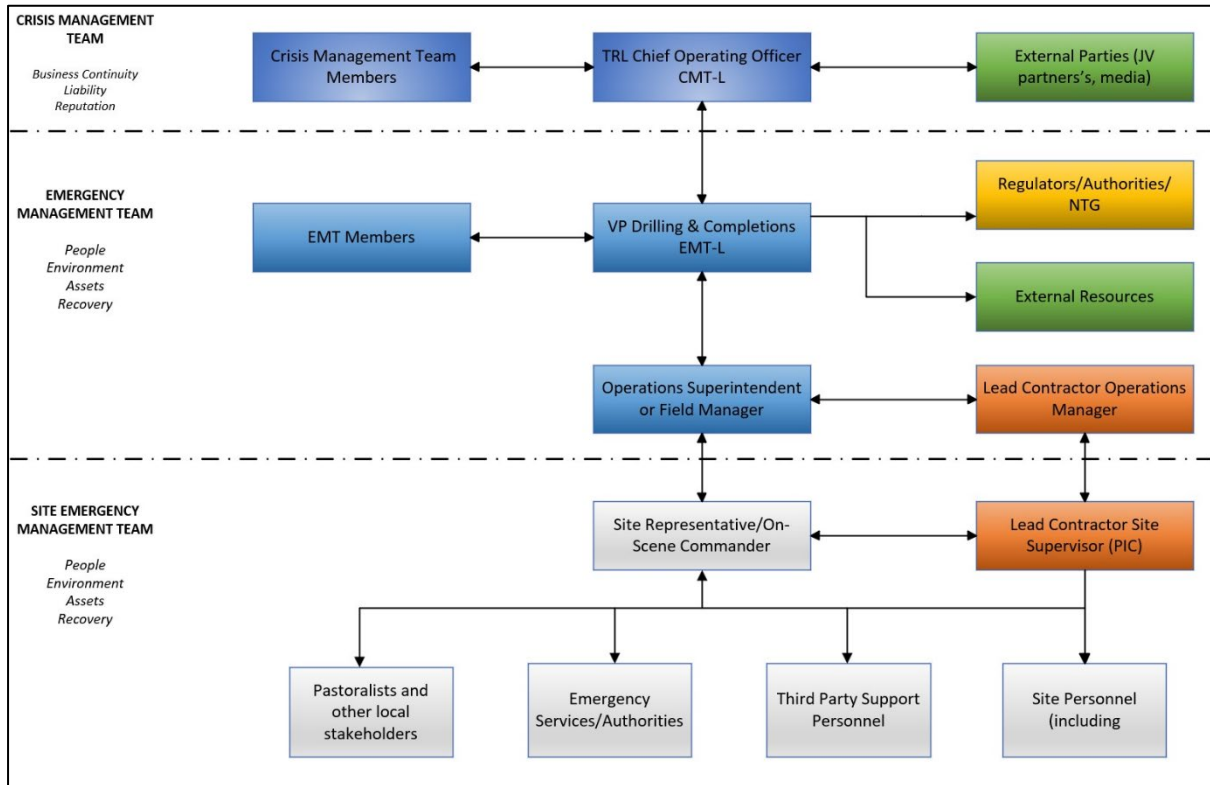 CRISIS MANAGEMENT
TEAM
Business Continuity
Liability
Reputation
Crisis Management Team
Members
TRL Chief Operating Officer
CMT-L
External Parties (JV
partners's, media)
EMERGENCY
MANAGEMENT TEAM
People
Environment
Assets
Recovery
EMT Members
VP Drilling & Completions
EMT-L
Regulators/Authorities/
NTG
External Resources
Operations Superintendent
or Field Manager
Lead Contractor Operations
Manager
SITE EMERGENCY
MANAGEMENT TEAM
People
Environment
Assets
Recovery
Site Representative/On-
Scene Commander
Lead Contractor Site
Supervisor (PIC)
Pastoralists and
other local
stakeholders
Emergency
Services/Authorities
Third Party Support
Personnel
Site Personnel
(including